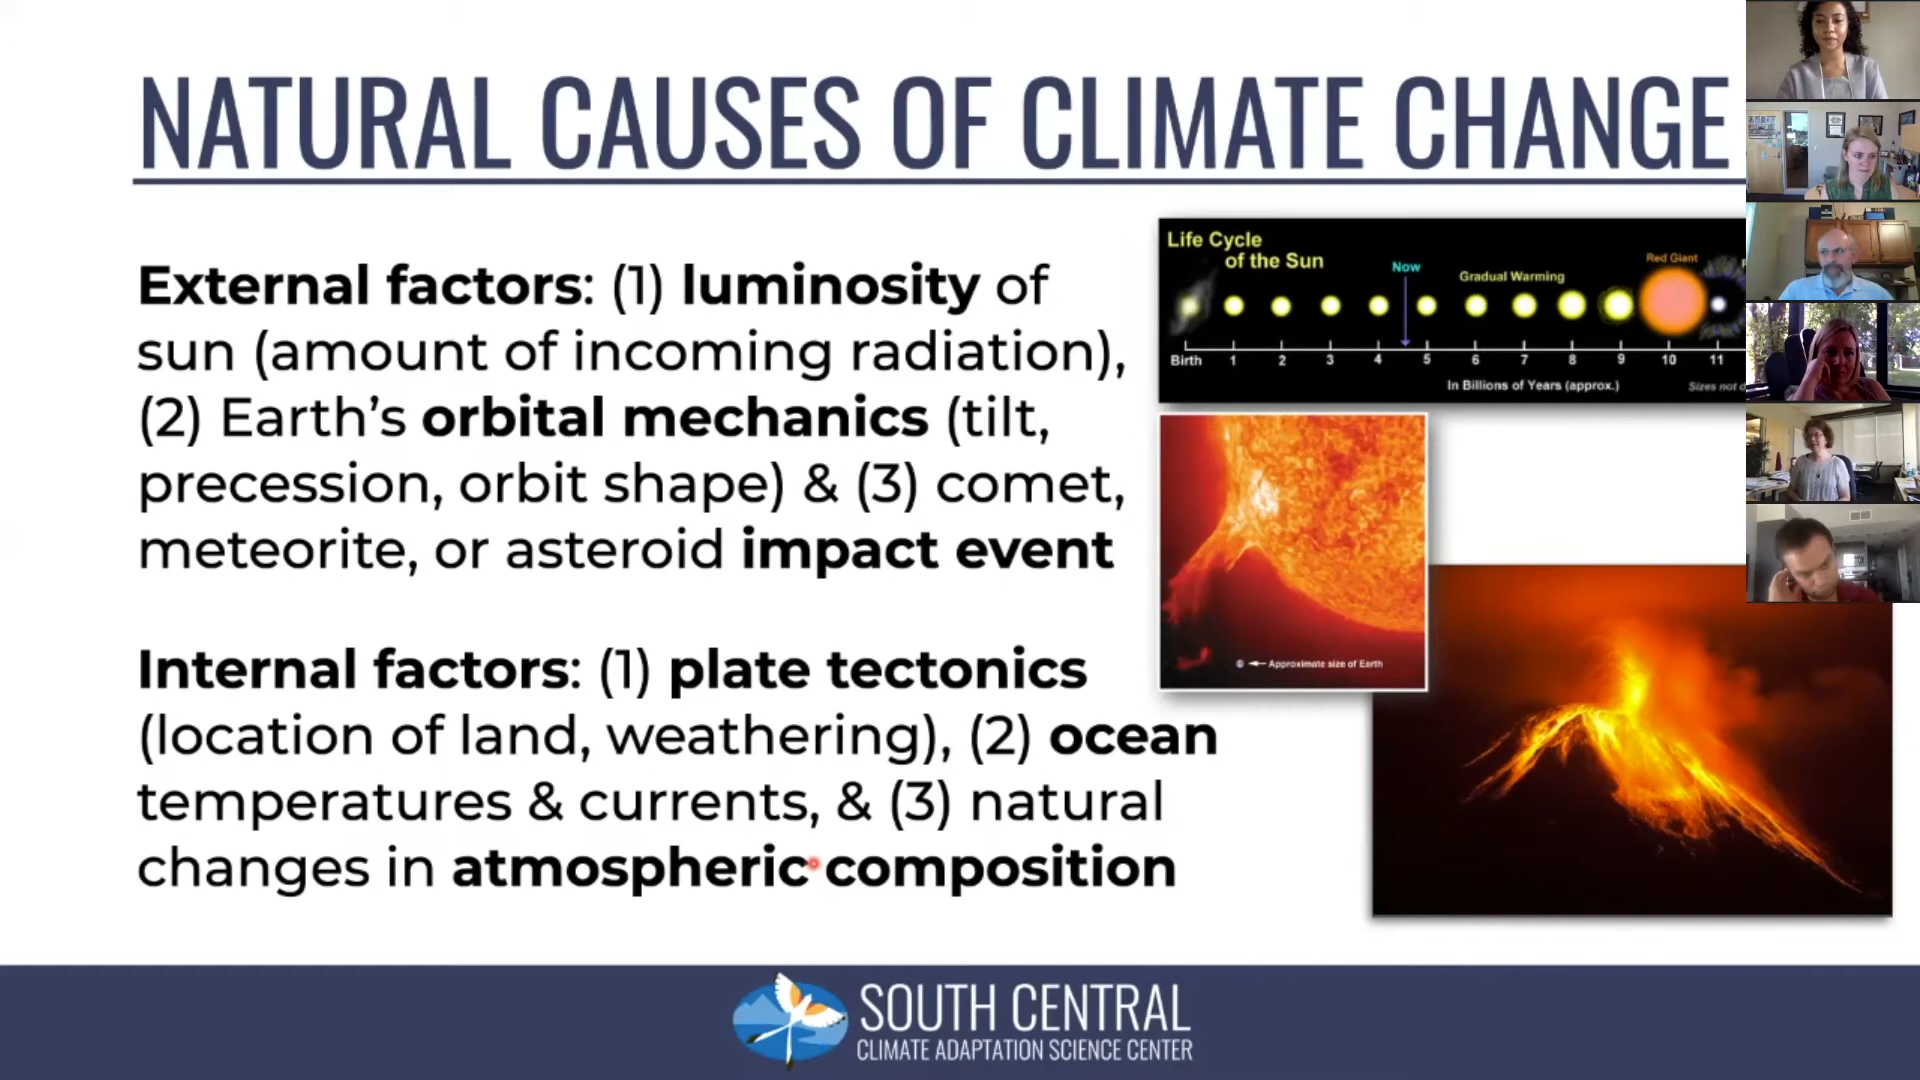 NATURAL CAUSES OF CLIMATE CHANGE
External factors: (1) luminosity of
sun (amount of incoming radiation),
(2) Earth's orbital mechanics (tilt,
precession, orbit shape) & (3) comet,
meteorite, or asteroid impact event
Internal factors: (1) plate tectonics
(location of land, weathering), (2) ocean
temperatures & currents, & (3) natural
changes in atmospheric composition
Life Cycle
of the Sun
Now
Gradual Warming
Red Giant
Birth 1 2 3 4 5 6 7 8 9 10 11
In Billions of Years (approx.)
Sizes not
Approximate size of Earth
SOUTH CENTRAL
CLIMATE ADAPTATION SCIENCE CENTER